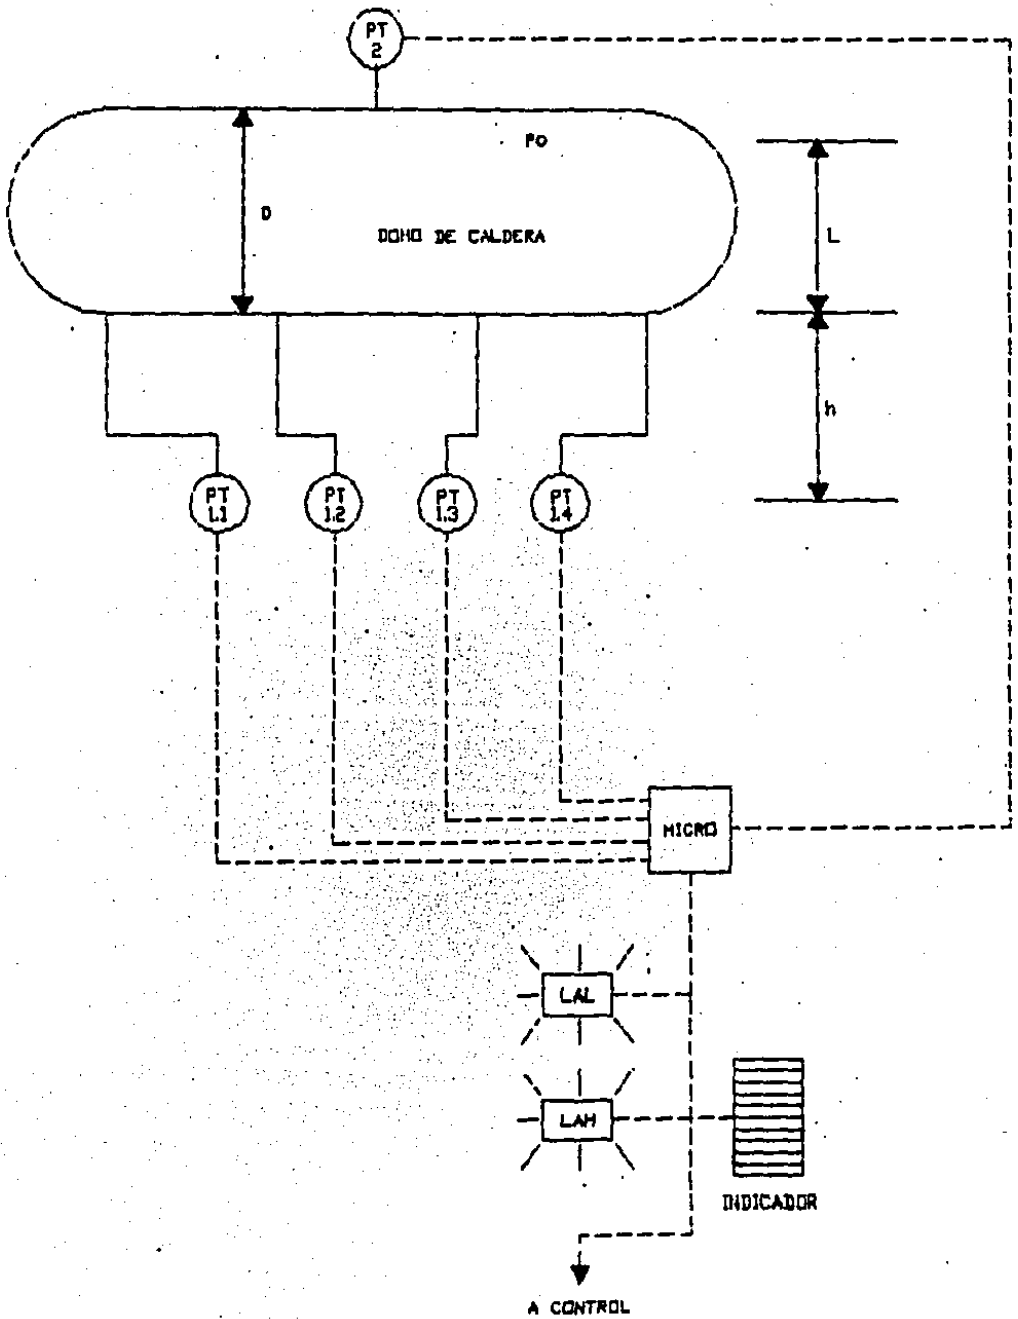 PT
2
PO
D
DOMO DE CALDERA
L
h
PT
1.1
PT
1.2
PT
1.3
PT
1.4
MICRO
LAL
LAH
INDICADOR
A CONTROL